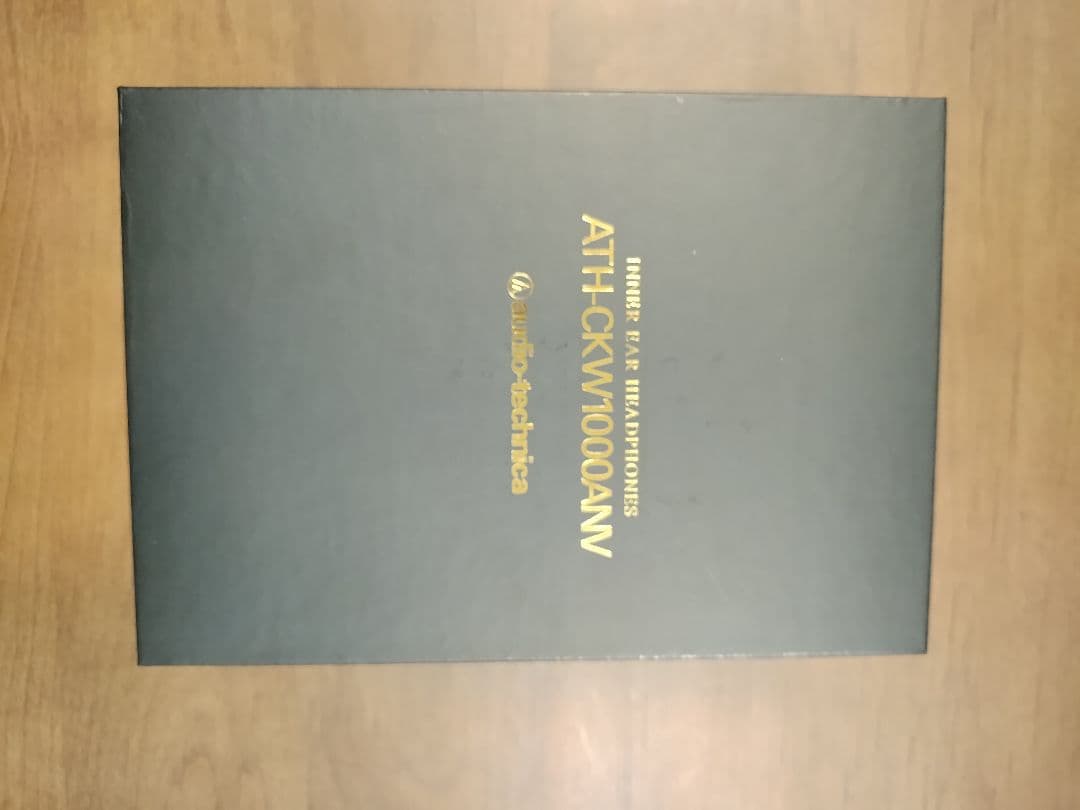 INNER EAR HEADPHONES
ATH-CKW1000ANV
audio-technica